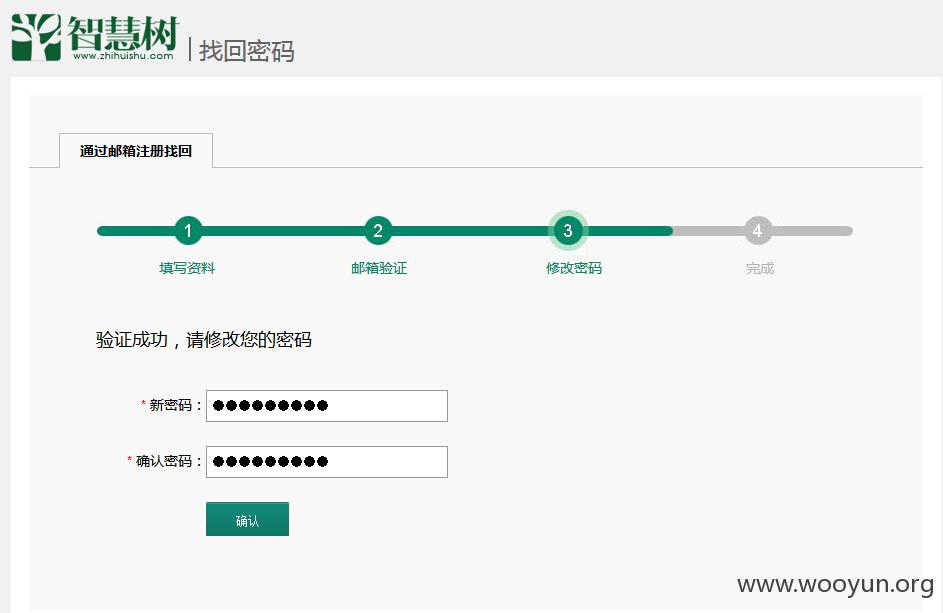 智慧树
www.zhihuishu.com
|找回密码
通过邮箱注册找回
1 2 3 4
填写资料 邮箱验证 修改密码 完成
验证成功，请修改您的密码
* 新密码：●●●●●●●●●
* 确认密码：●●●●●●●●●
确认
www.wooyun.org